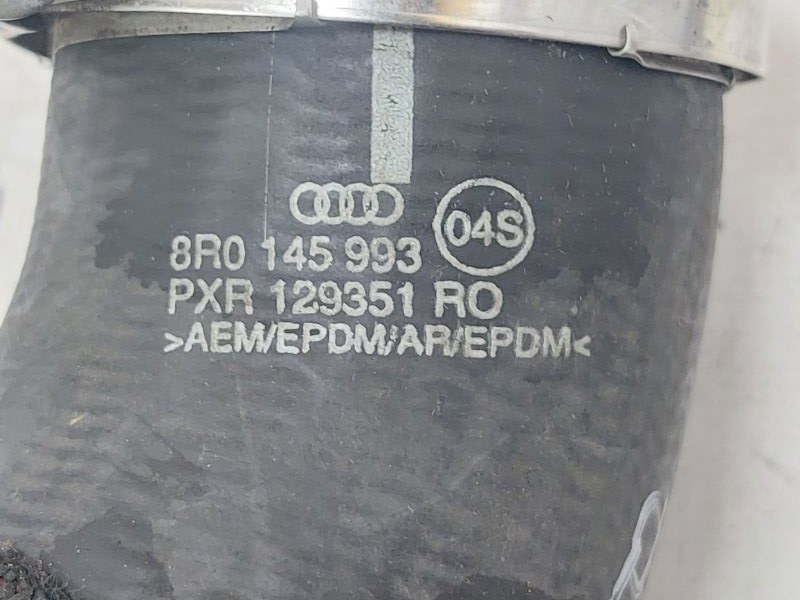 04S
8R0 145 993
PXR 129351 RO
>AEM/EPDM/AR/EPDM<